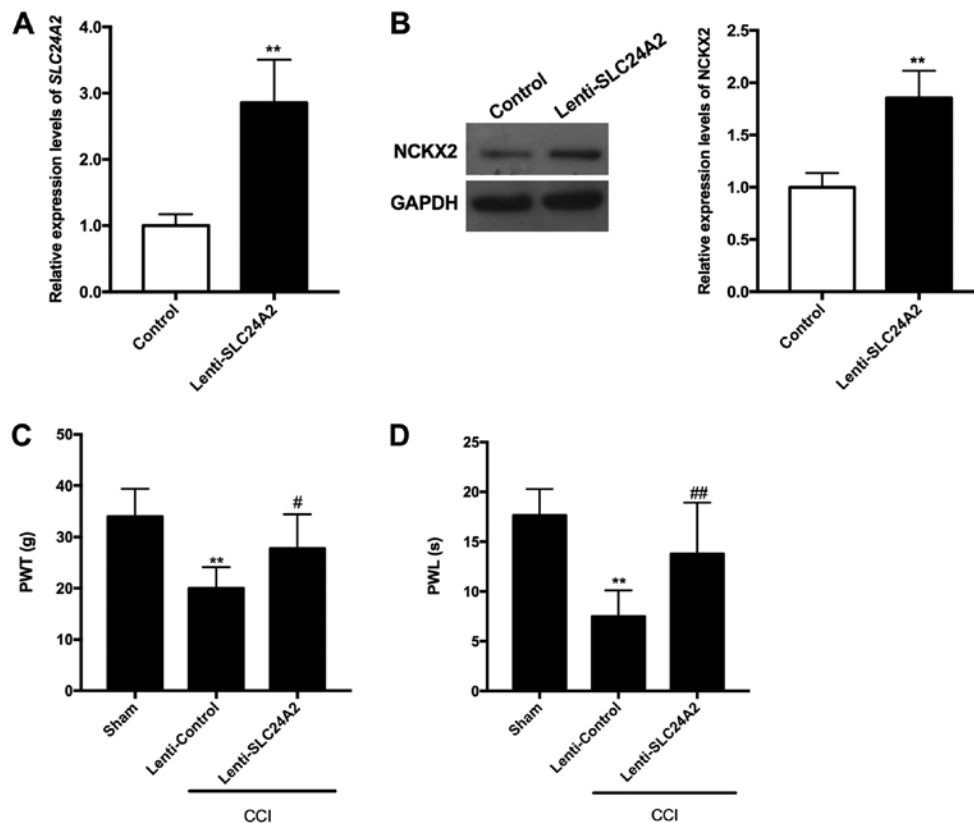 A
Relative expression levels of SLC24A2
4.0
3.0
2.0
1.0
0.0
**
Control
Lenti-SLC24A2
B
Control
Lenti-SLC24A2
NCKX2
GAPDH
Relative expression levels of NCKX2
2.5
2.0
1.5
1.0
0.5
0.0
**
Control
Lenti-SLC24A2
C
PWT (g)
50
40
30
20
10
0
**
#
Sham
Lenti-Control
Lenti-SLC24A2
CCI
D
PWL (s)
25
20
15
10
5
0
**
##
Sham
Lenti-Control
Lenti-SLC24A2
CCI